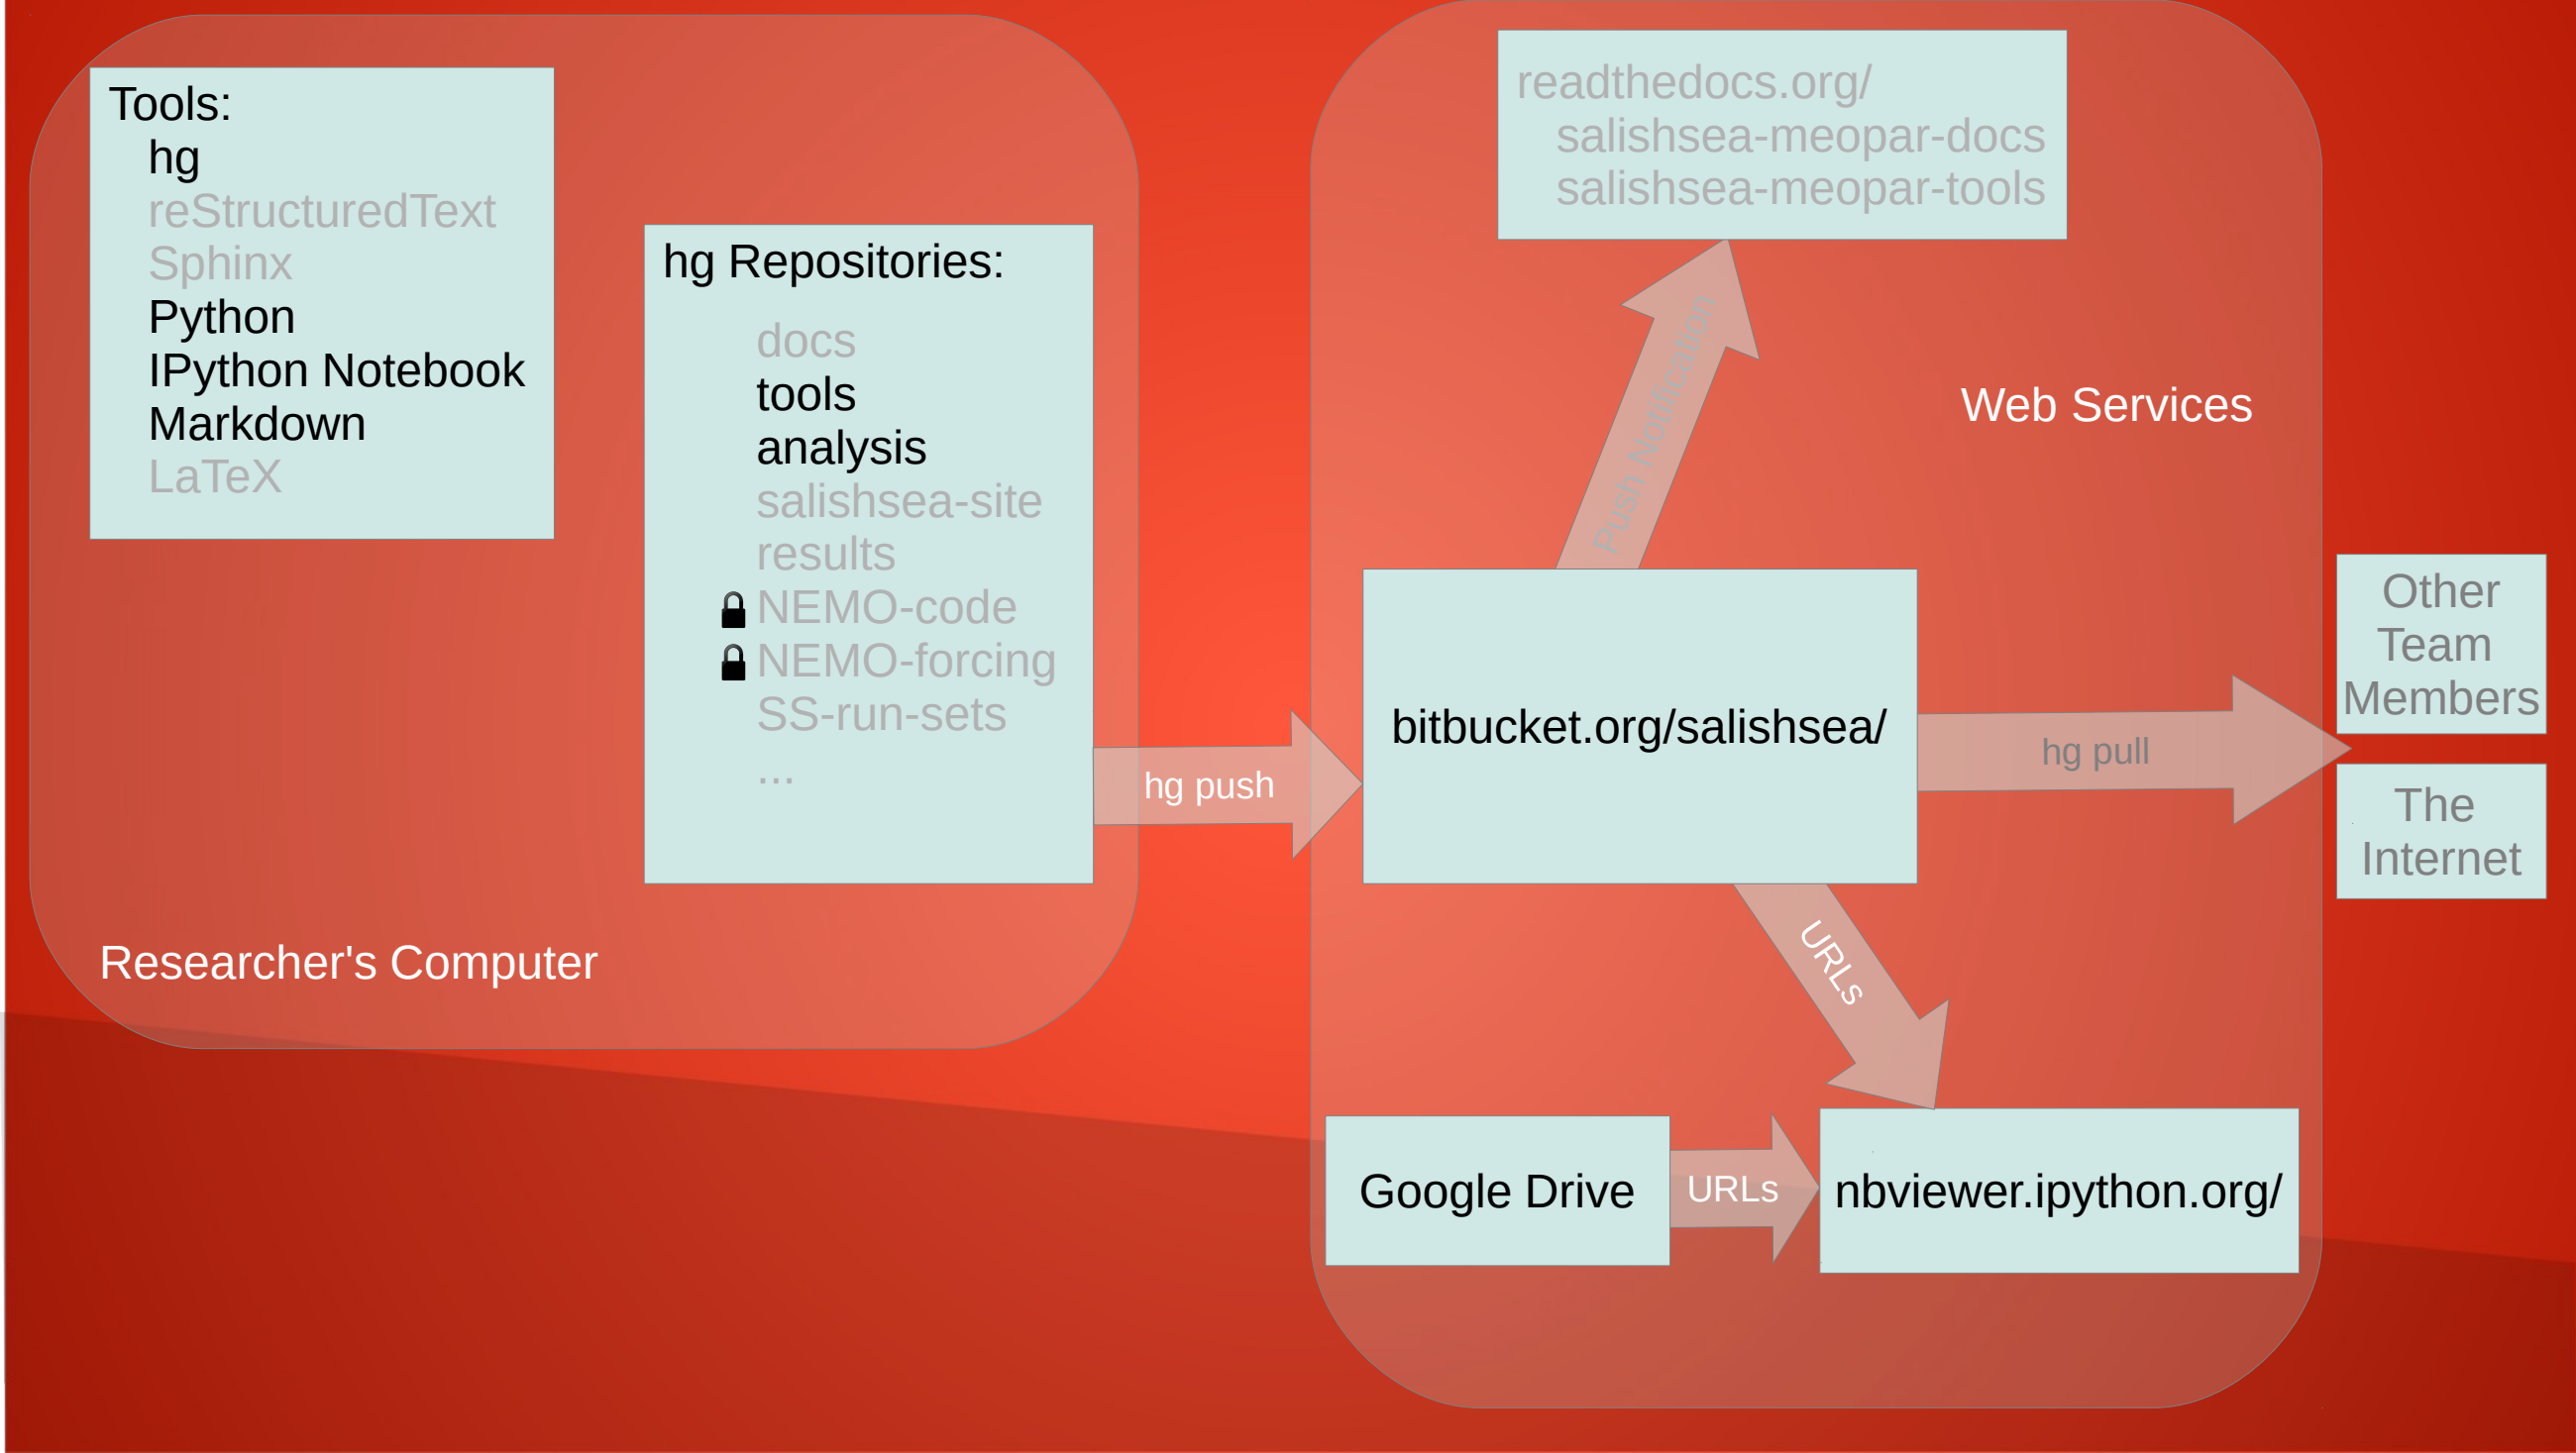 Tools:
hg
reStructuredText
Sphinx
Python
IPython Notebook
Markdown
LaTeX
hg Repositories:
docs
tools
analysis
salishsea-site
results
NEMO-code
NEMO-forcing
SS-run-sets
...
Researcher's Computer
hg push
readthedocs.org/
salishsea-meopar-docs
salishsea-meopar-tools
Push Notification
Web Services
bitbucket.org/salishsea/
hg pull
Other
Team
Members
The
Internet
URLs
Google Drive
URLs
nbviewer.ipython.org/